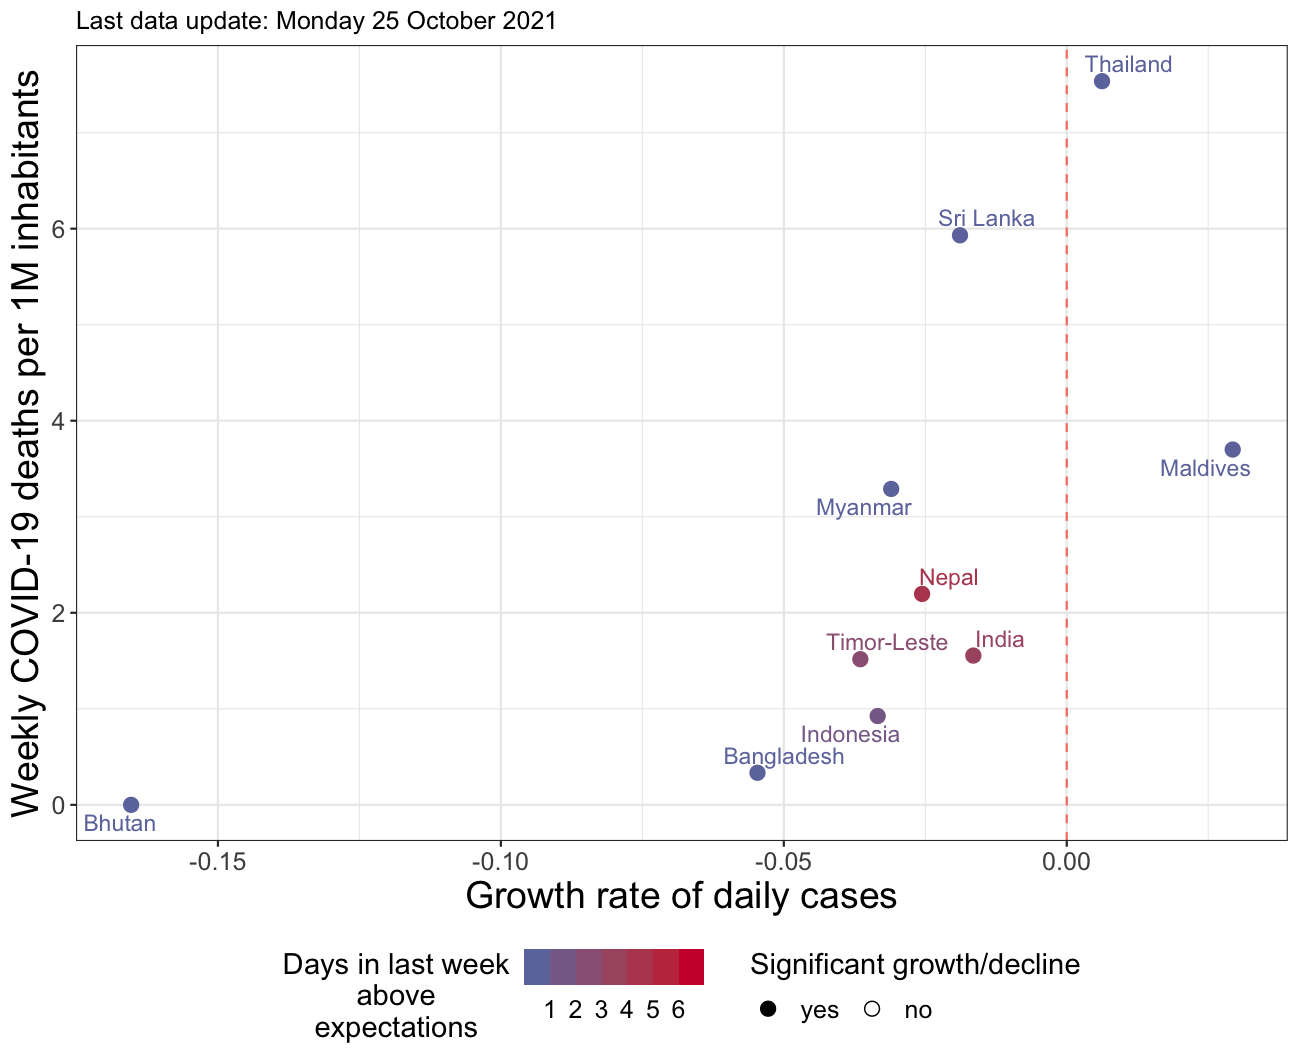 Last data update: Monday 25 October 2021
Weekly COVID-19 deaths per 1M inhabitants
6
4
2
0
Thailand
Sri Lanka
Maldives
Myanmar
Nepal
India
Timor-Leste
Indonesia
Bangladesh
Bhutan
-0.15 -0.10 -0.05 0.00
Growth rate of daily cases
Days in last week
above
expectations
1 2 3 4 5 6
Significant growth/decline
yes no